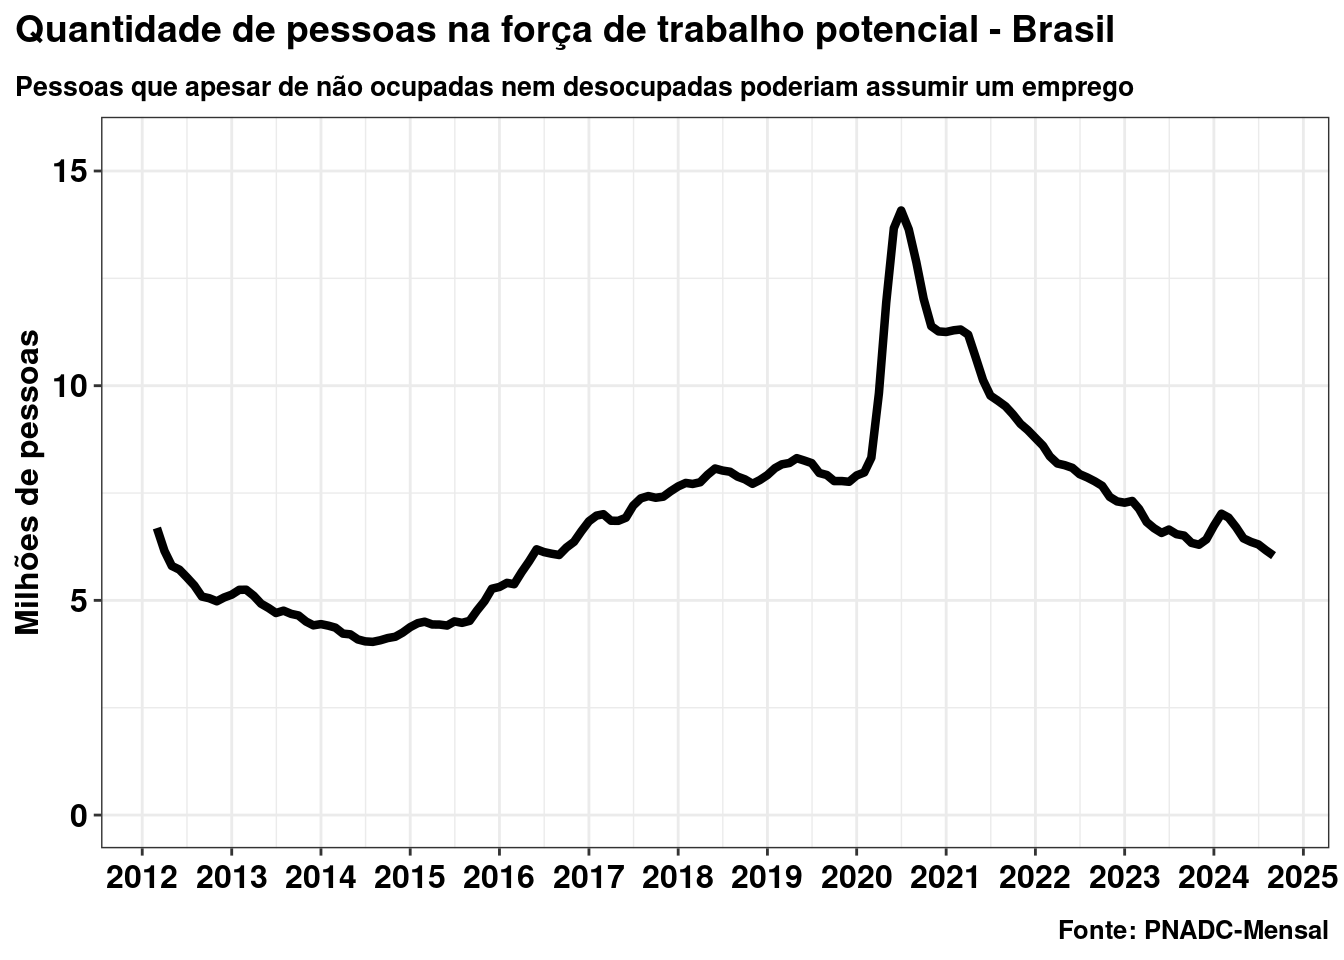 Quantidade de pessoas na força de trabalho potencial - Brasil
Pessoas que apesar de não ocupadas nem desocupadas poderiam assumir um emprego
Milhões de pessoas
15
10
5
0
2012 2013 2014 2015 2016 2017 2018 2019 2020 2021 2022 2023 2024 2025
Fonte: PNADC-Mensal